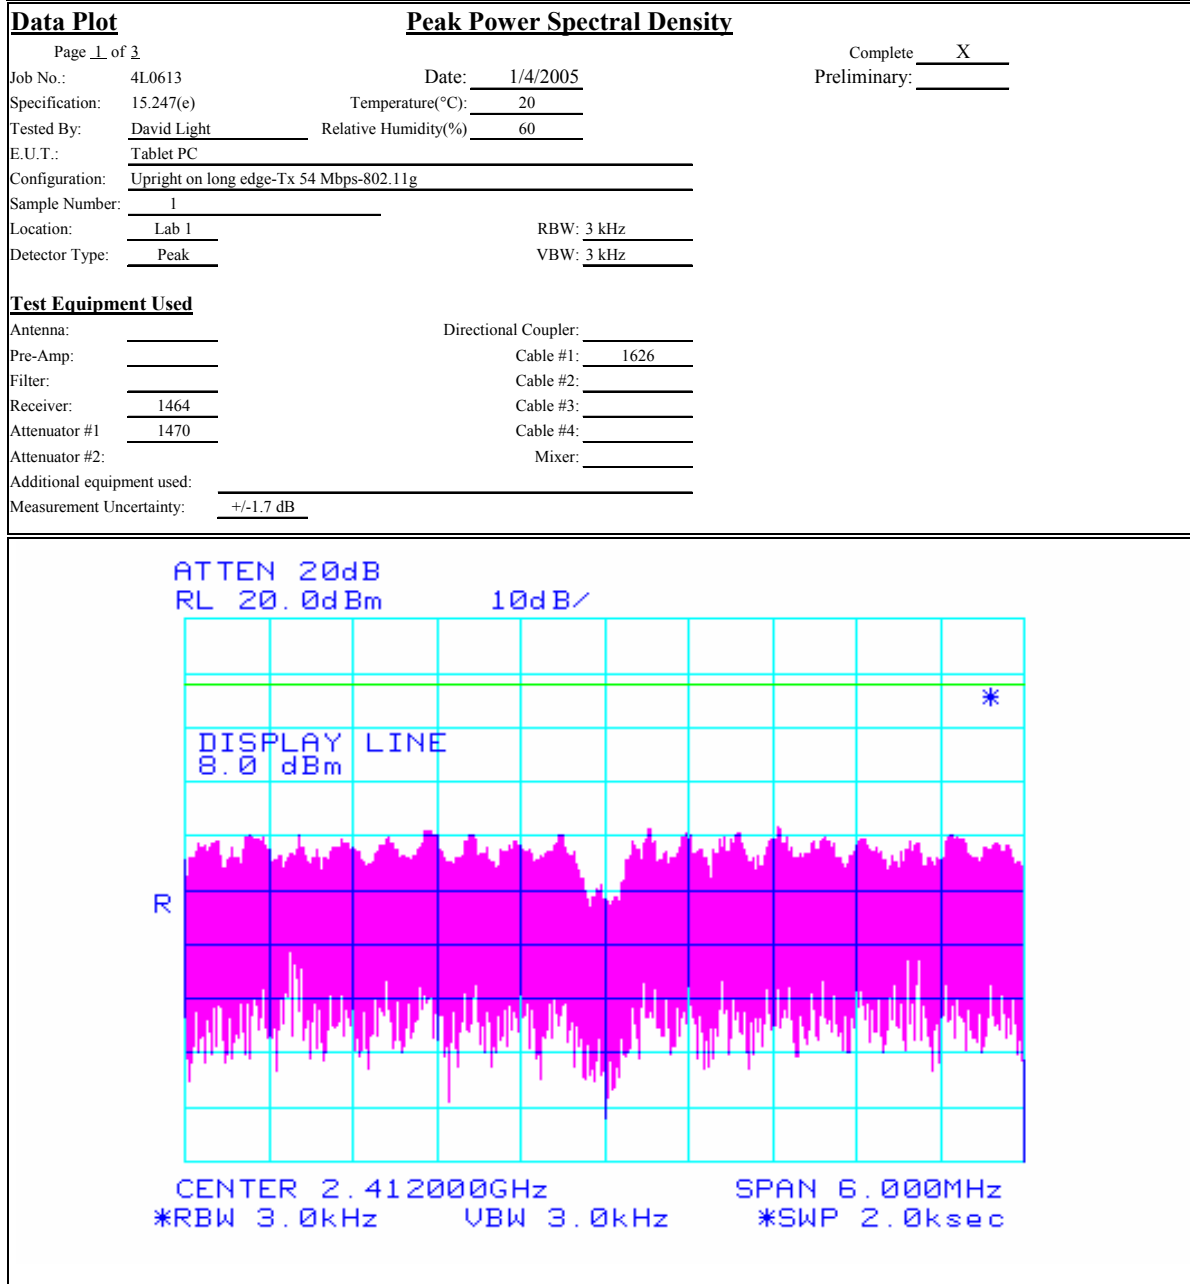 Data Plot Peak Power Spectral Density
Page 1 of 3 Complete X
Job No.: 4L0613 Date: 1/4/2005 Preliminary:
Specification: 15.247(e) Temperature(°C): 20
Tested By: David Light Relative Humidity(%) 60
E.U.T.: Tablet PC
Configuration: Upright on long edge-Tx 54 Mbps-802.11g
Sample Number: 1
Location: Lab 1 RBW: 3 kHz
Detector Type: Peak VBW: 3 kHz
Test Equipment Used
Antenna: Directional Coupler:
Pre-Amp: Cable #1: 1626
Filter: Cable #2:
Receiver: 1464 Cable #3:
Attenuator #1 1470 Cable #4:
Attenuator #2: Mixer:
Additional equipment used:
Measurement Uncertainty: +/-1.7 dB
ATTEN 20dB
RL 20.0dBm 10dB/
*
DISPLAY LINE
8.0 dBm
R
CENTER 2.412000GHz SPAN 6.000MHz
*RBW 3.0kHz VBW 3.0kHz *SWP 2.0ksec